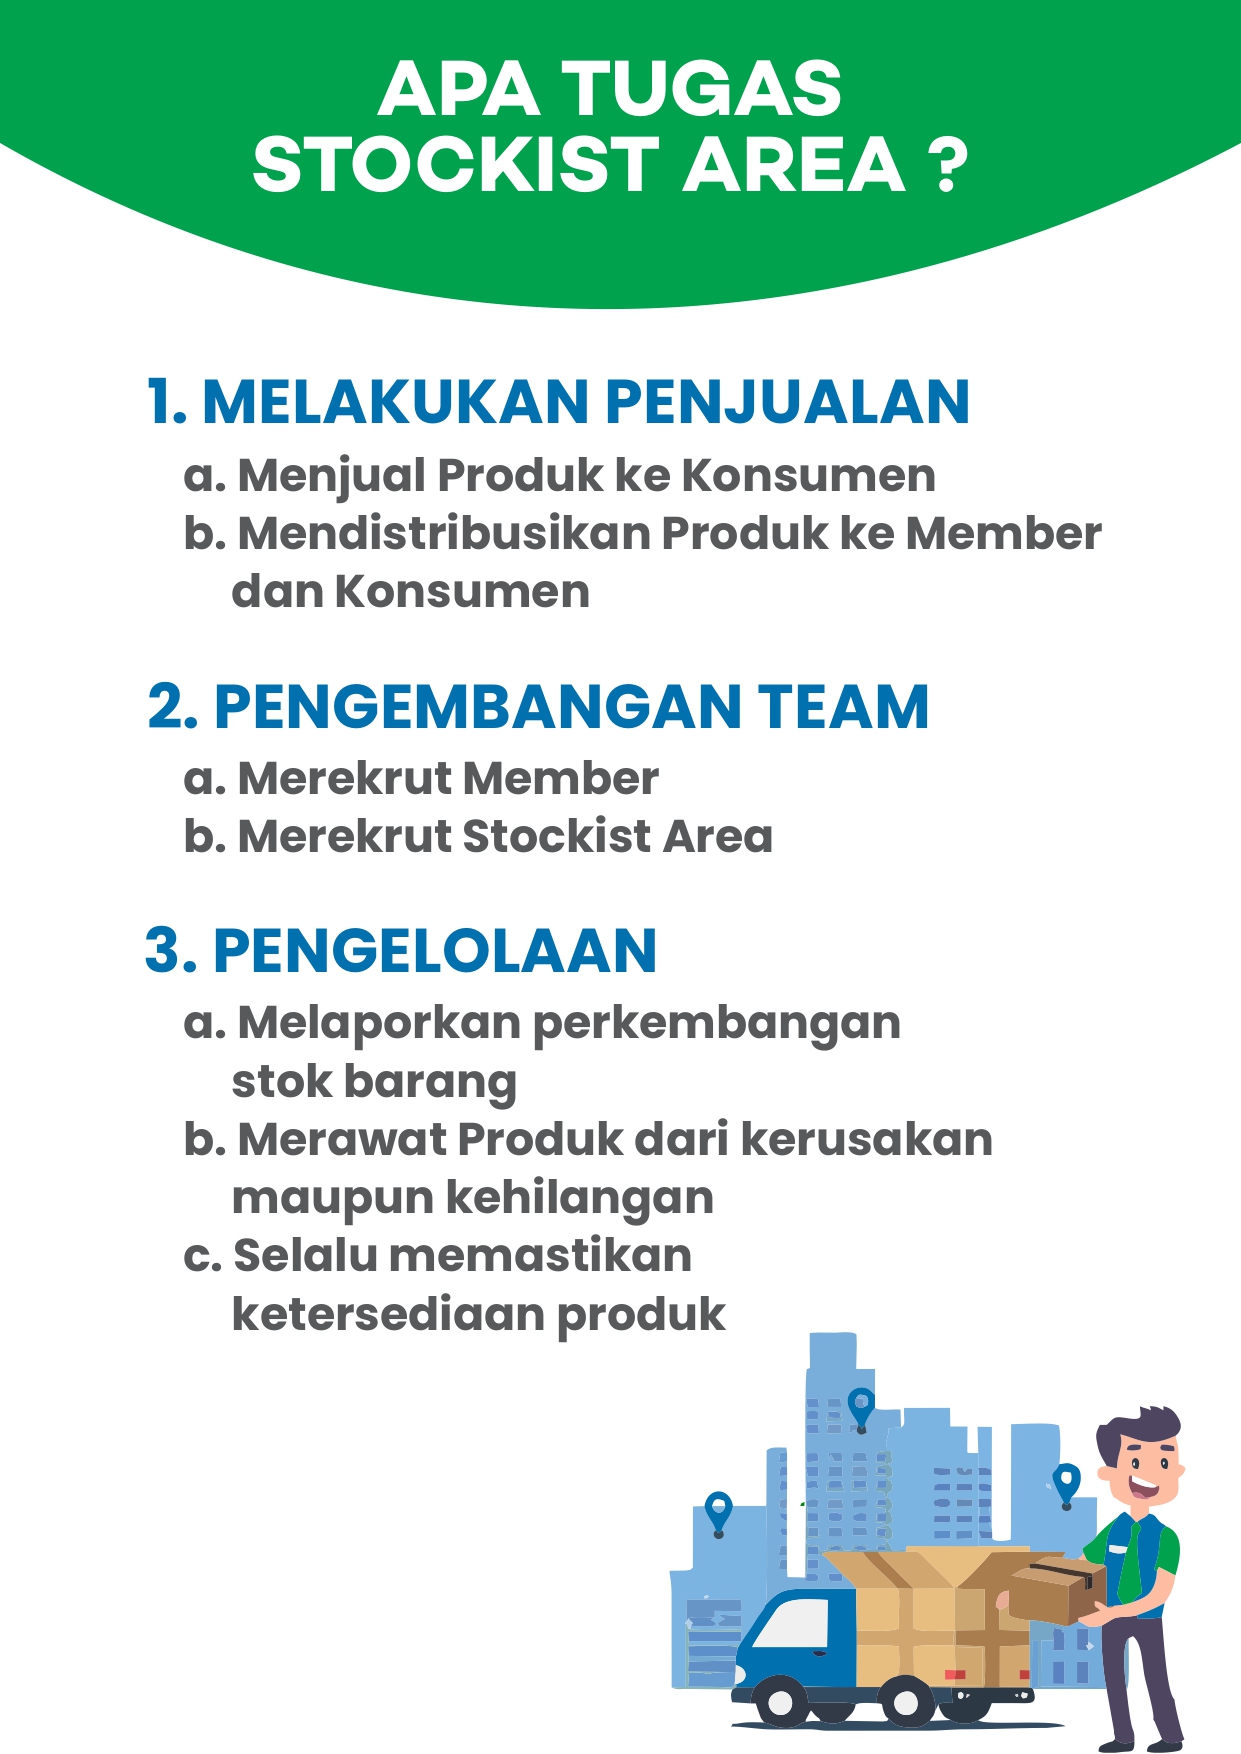 APA TUGAS
STOCKIST AREA ?
1. MELAKUKAN PENJUALAN
a. Menjual Produk ke Konsumen
b. Mendistribusikan Produk ke Member
dan Konsumen
2. PENGEMBANGAN TEAM
a. Merekrut Member
b. Merekrut Stockist Area
3. PENGELOLAAN
a. Melaporkan perkembangan
stok barang
b. Merawat Produk dari kerusakan
maupun kehilangan
c. Selalu memastikan
ketersediaan produk